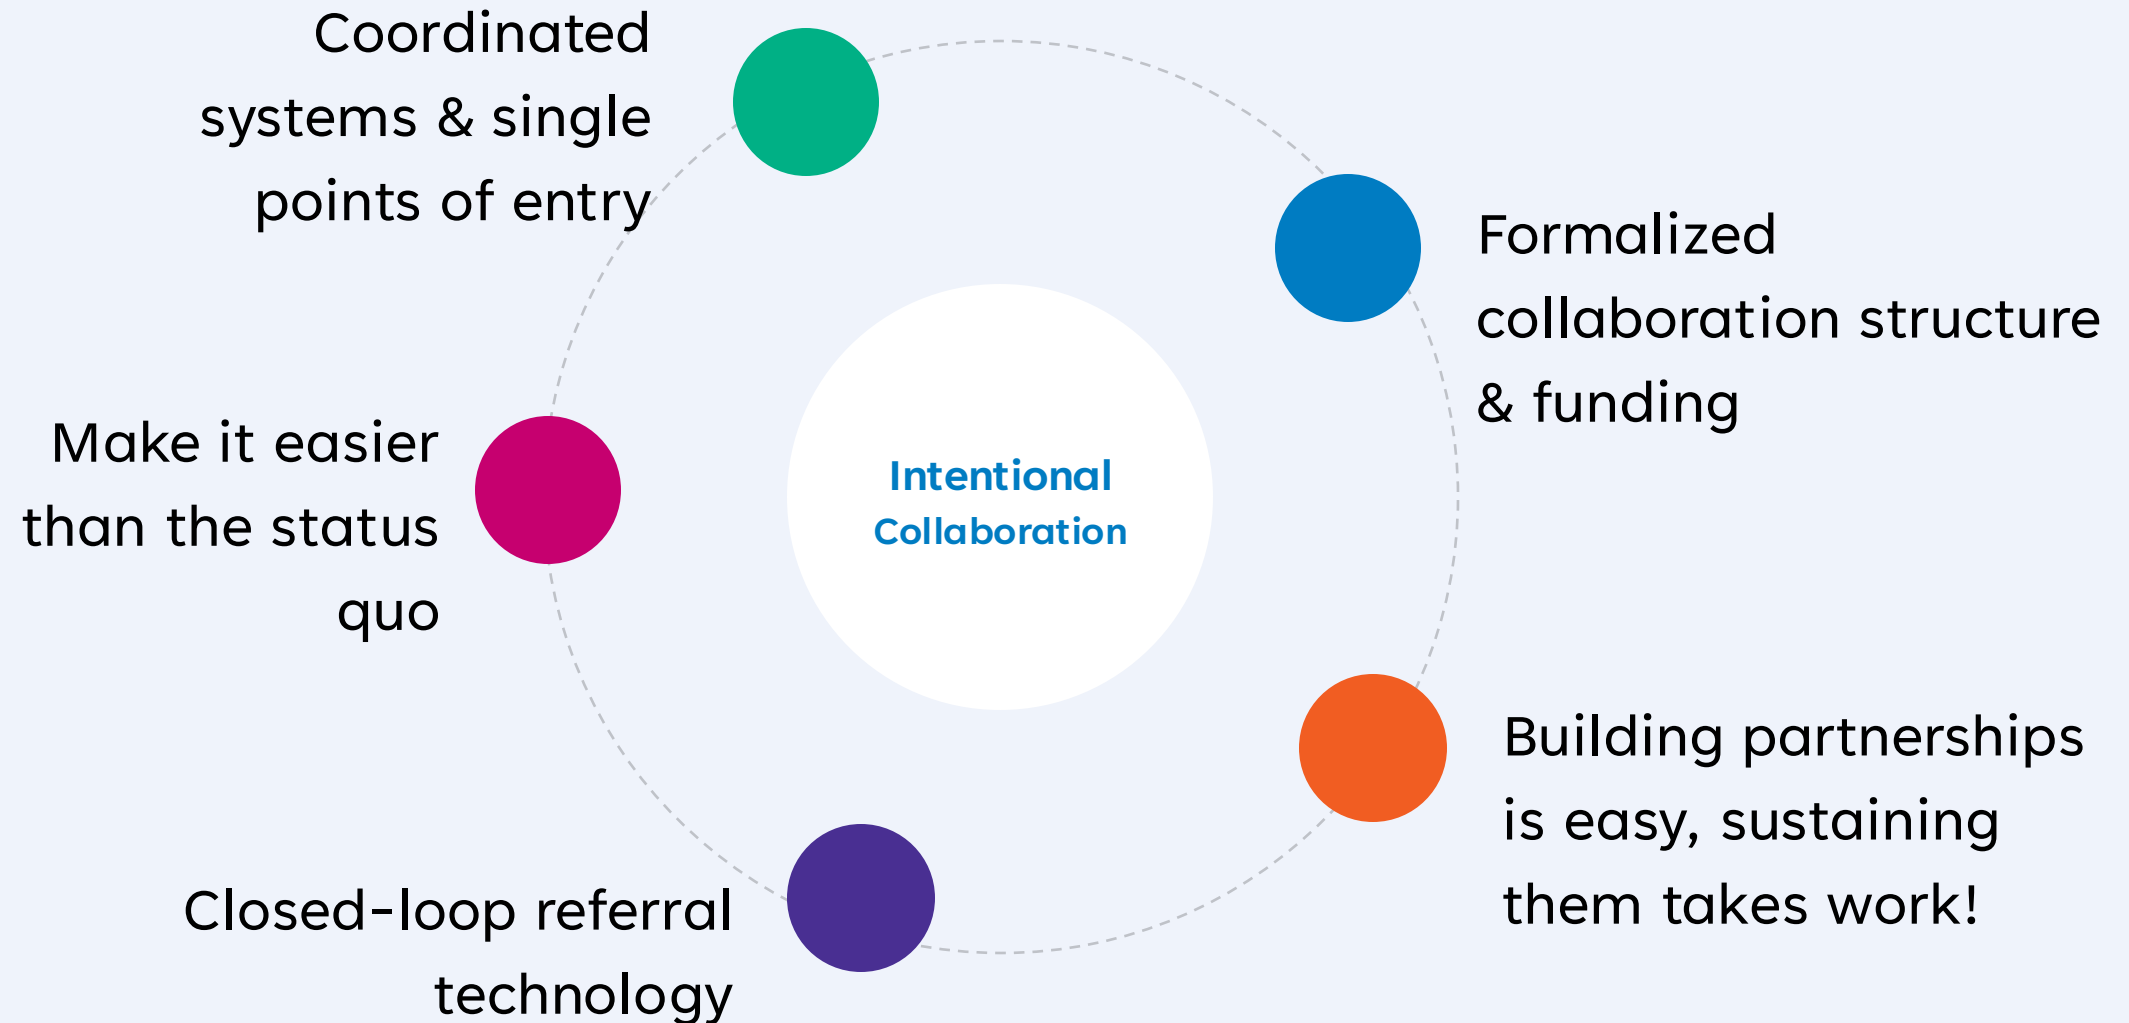 Coordinated
systems & single
points of entry
Formalized
collaboration structure
& funding
Make it easier
than the status
quo
Intentional
Collaboration
Building partnerships
is easy, sustaining
them takes work!
Closed-loop referral
technology